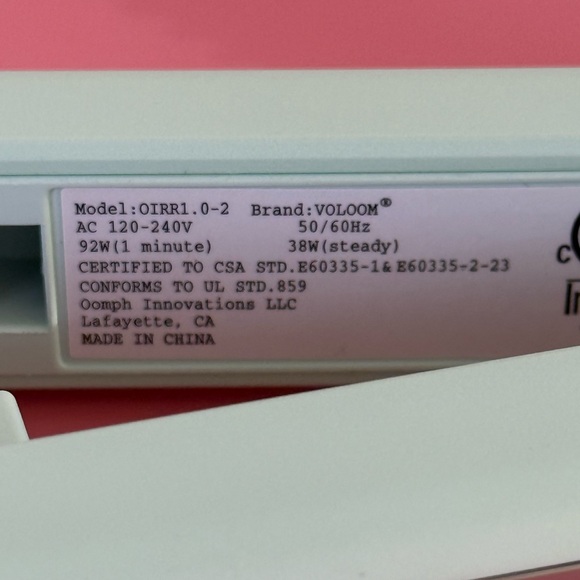 Model:OIRR1.0-2 Brand:VOLOOM®
AC 120-240V 50/60Hz
92W(1 minute) 38W(steady)
CERTIFIED TO CSA STD.E60335-1& E60335-2-23
CONFORMS TO UL STD.859
Oomph Innovations LLC
Lafayette, CA
MADE IN CHINA
C